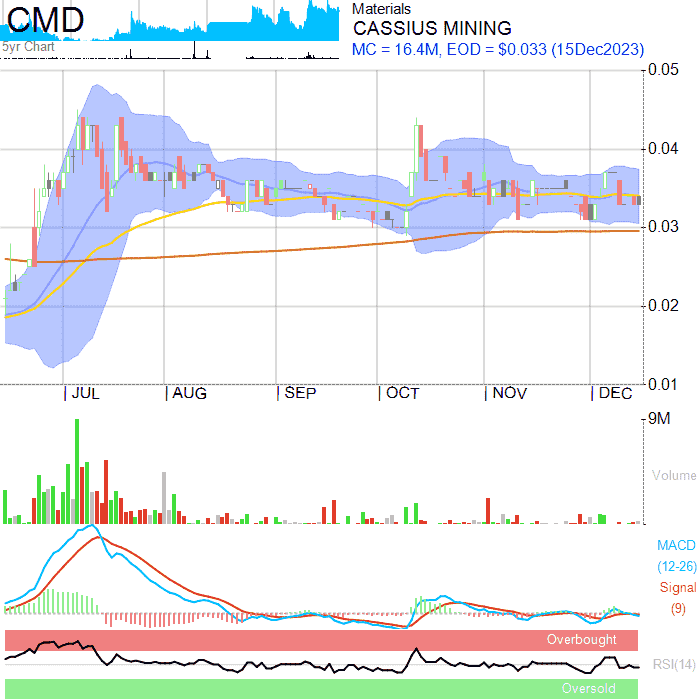 CMD
Materials
CASSIUS MINING
MC = 16.4M, EOD = $0.033 (15Dec2023)
5yr Chart
0.05
0.04
0.03
0.02
0.01
JUL AUG SEP OCT NOV DEC
9M
Volume
MACD
(12-26)
Signal
(9)
Overbought
RSI(14)
Oversold